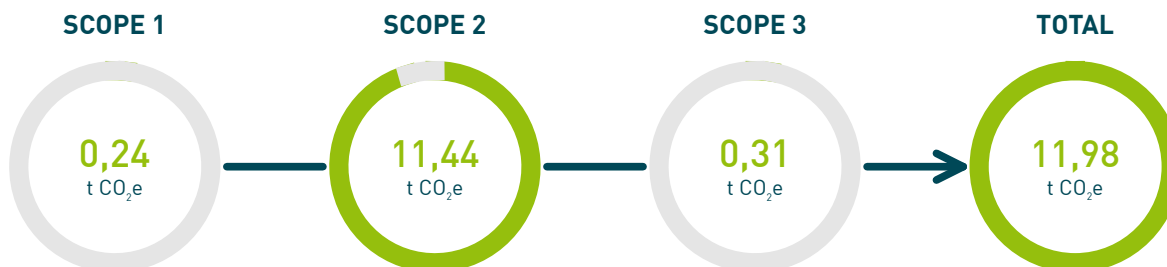 SCOPE 1
0,24
t CO₂e
SCOPE 2
11,44
t CO₂e
SCOPE 3
0,31
t CO₂e
TOTAL
11,98
t CO₂e